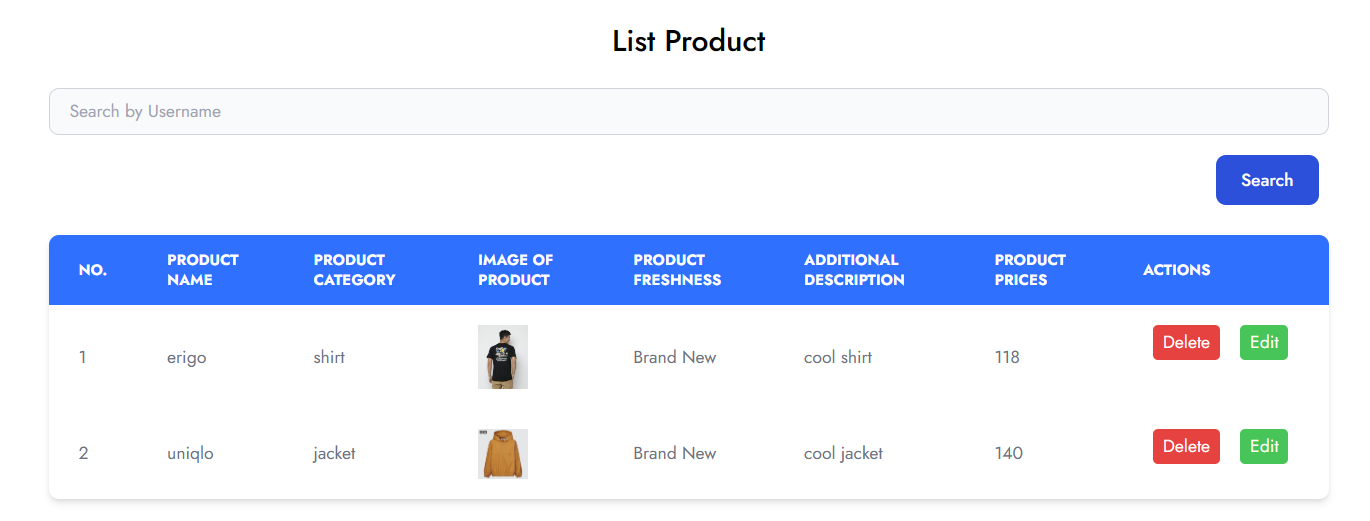 List Product
Search by Username
Search
NO. PRODUCT NAME PRODUCT CATEGORY IMAGE OF PRODUCT PRODUCT FRESHNESS ADDITIONAL DESCRIPTION PRODUCT PRICES ACTIONS
1 erigo shirt Brand New cool shirt 118 Delete Edit
2 uniqlo jacket Brand New cool jacket 140 Delete Edit